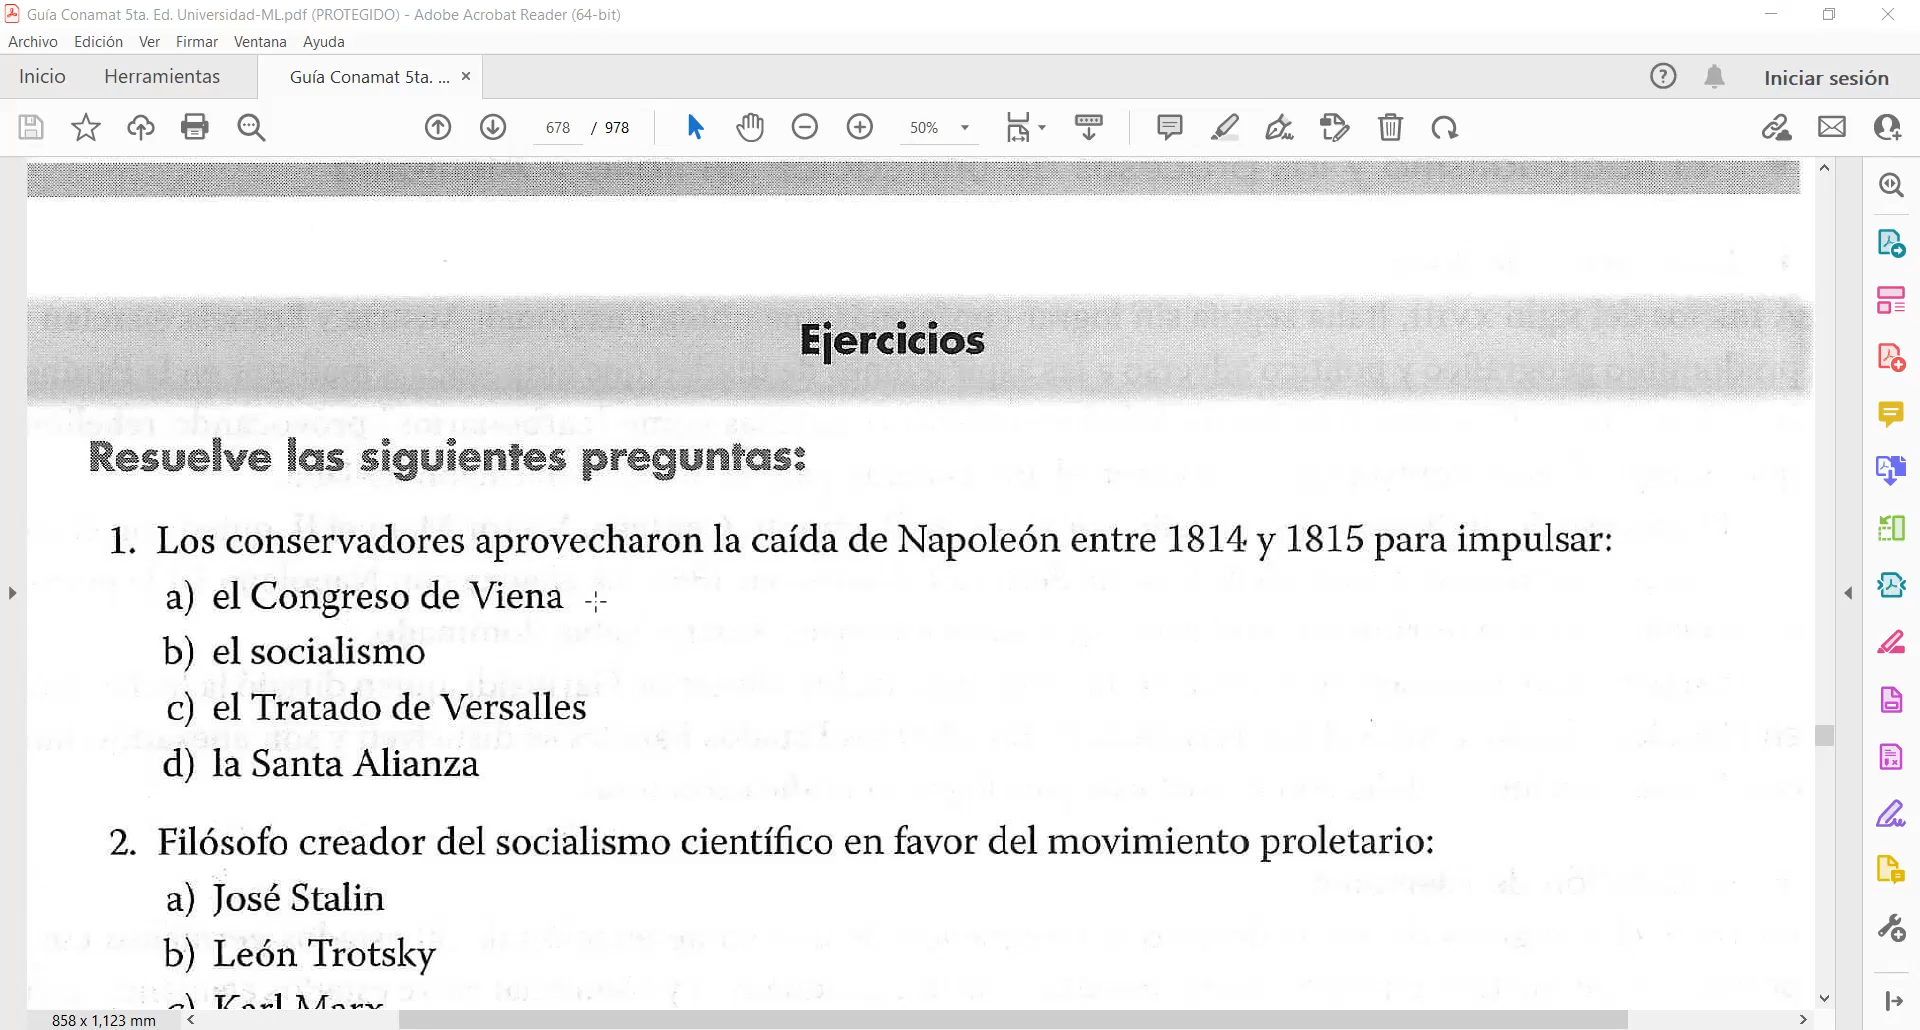 Guía Conamat 5ta. Ed. Universidad-ML.pdf (PROTEGIDO) - Adobe Acrobat Reader (64-bit)
Archivo Edición Ver Firmar Ventana Ayuda
Inicio Herramientas Guía Conamat 5ta. ... × Iniciar sesión
678 / 978 50%
Ejercicios
Resuelve las siguientes preguntas:
1. Los conservadores aprovecharon la caída de Napoleón entre 1814 y 1815 para impulsar:
a) el Congreso de Viena
b) el socialismo
c) el Tratado de Versalles
d) la Santa Alianza
2. Filósofo creador del socialismo científico en favor del movimiento proletario:
a) José Stalin
b) León Trotsky
c) Karl Marx
858 x 1,123 mm